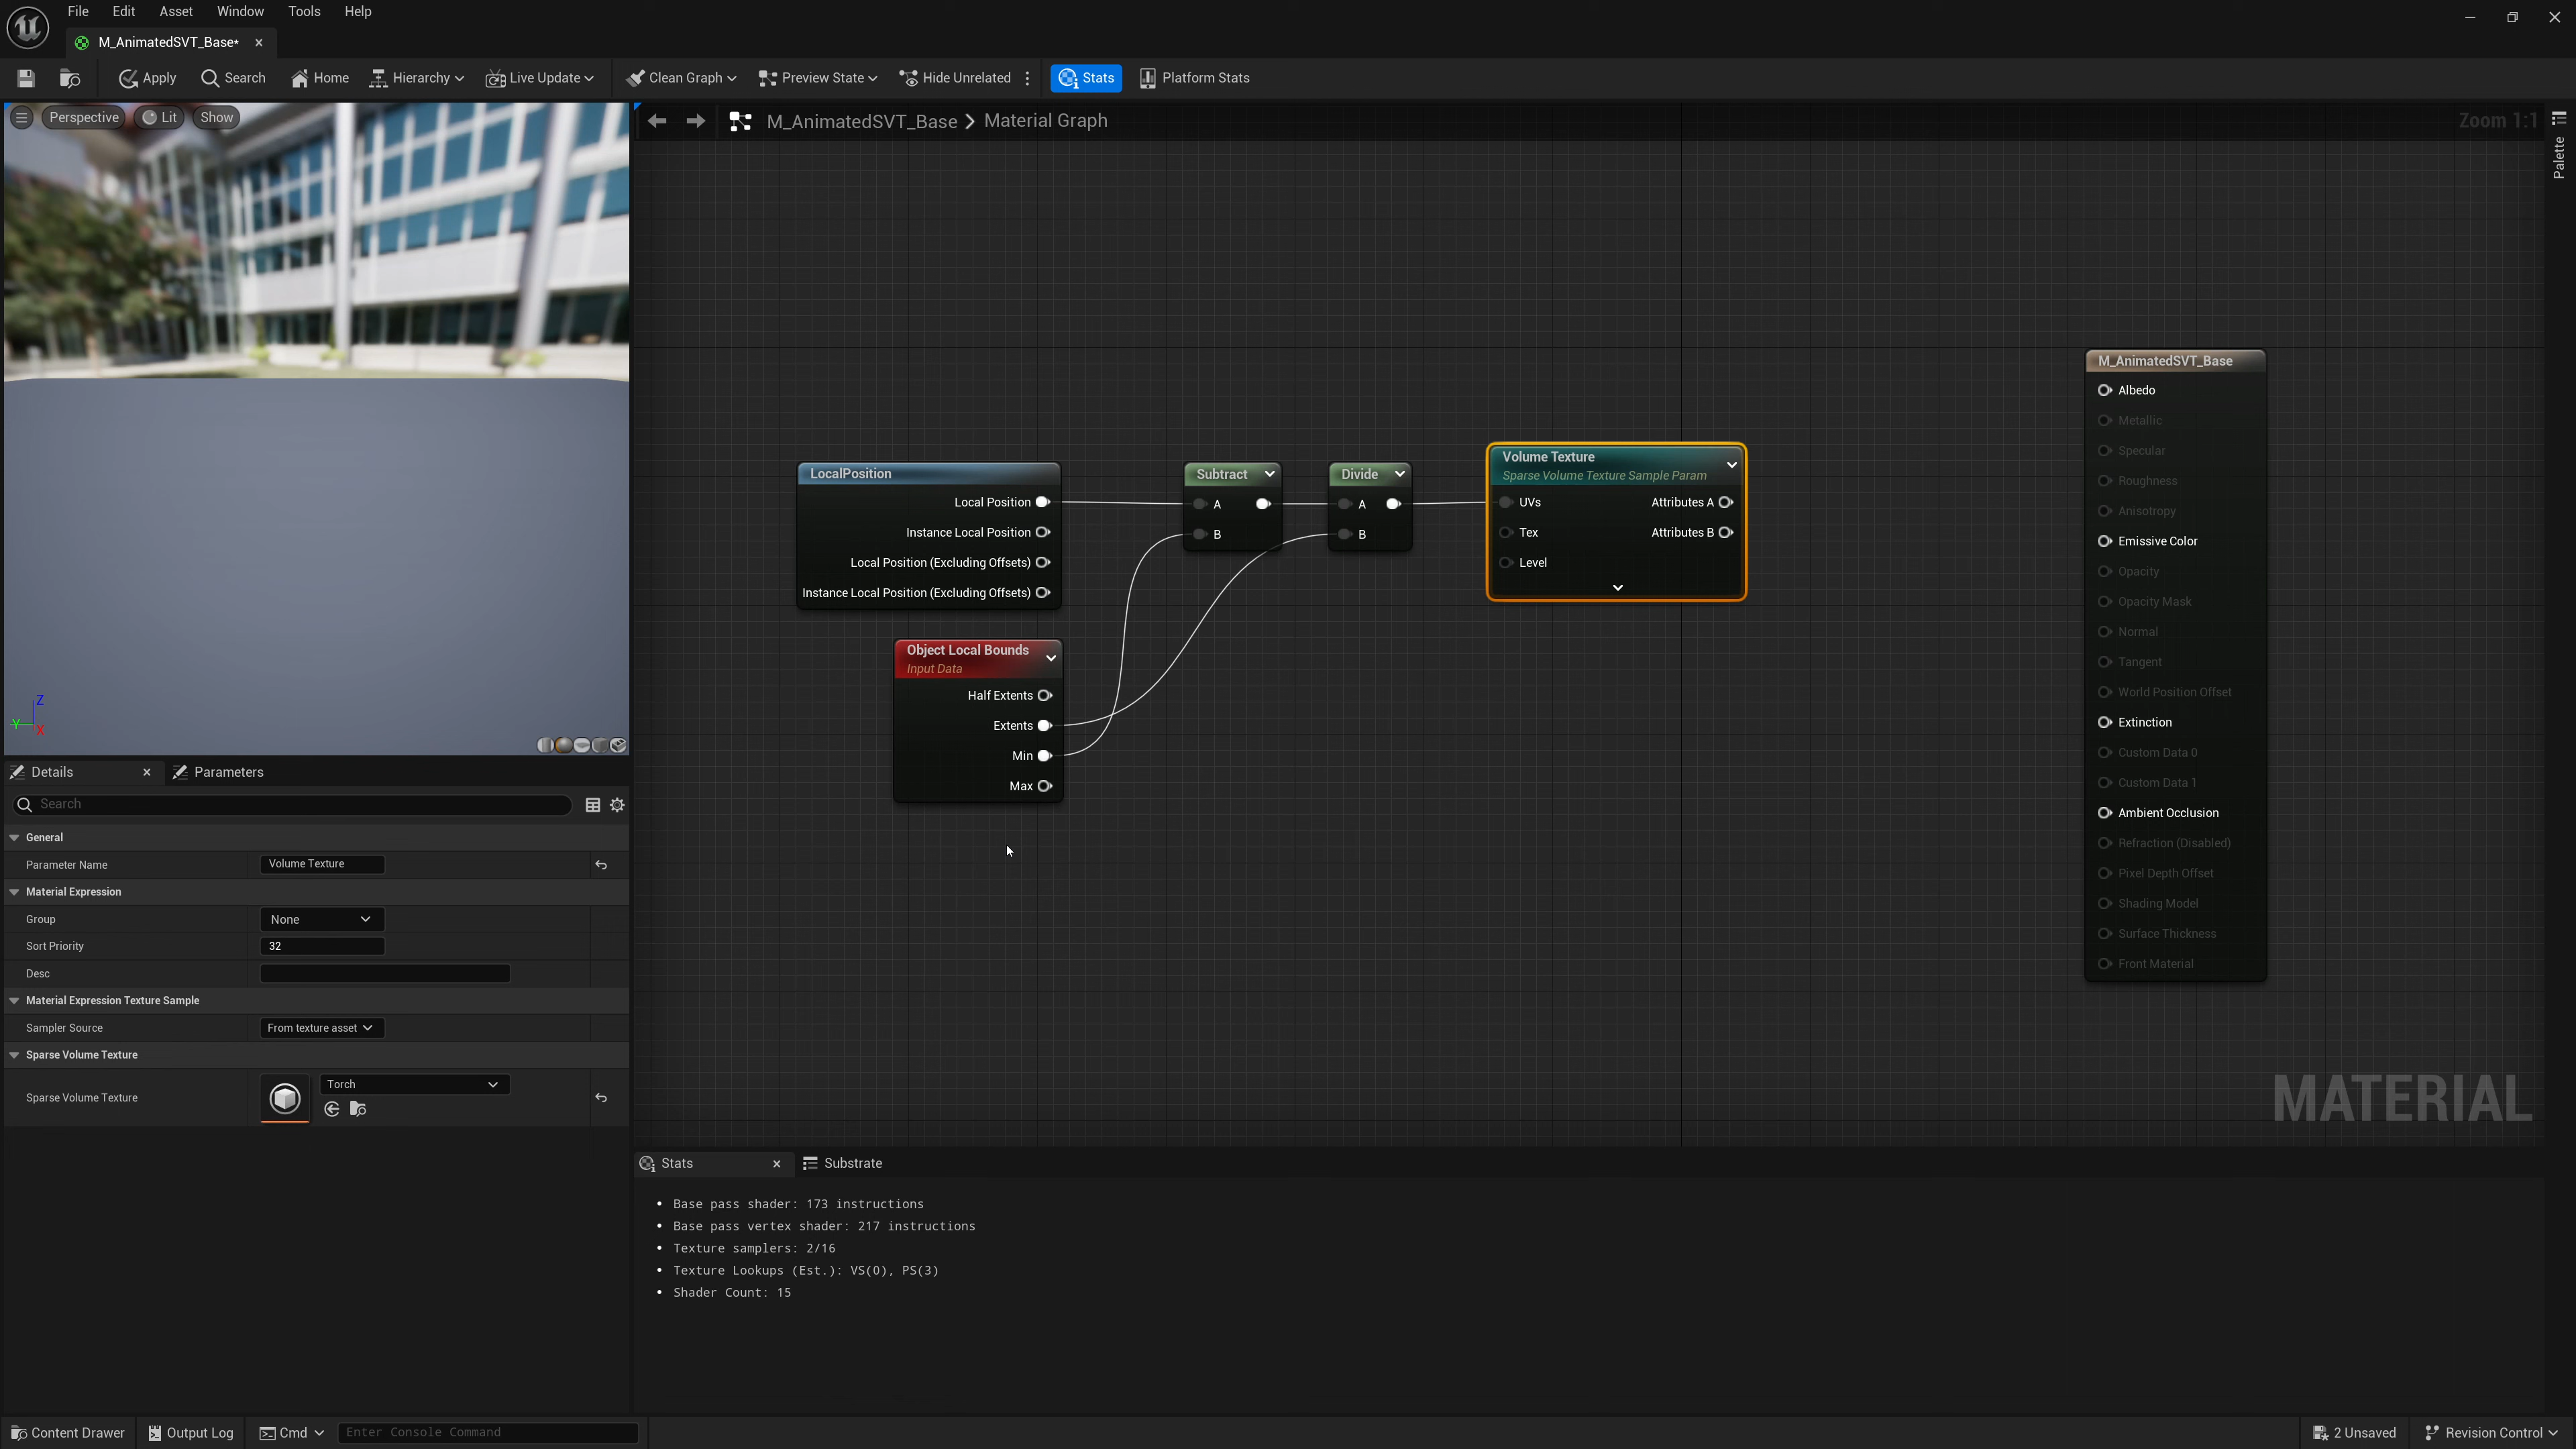 File Edit Asset Window Tools Help
M_AnimatedSVT_Base*
Apply Search Home Hierarchy Live Update Clean Graph Preview State Hide Unrelated Stats Platform Stats
Perspective Lit Show
M_AnimatedSVT_Base > Material Graph
Zoom 1:1
Palette
LocalPosition
Local Position
Instance Local Position
Local Position (Excluding Offsets)
Instance Local Position (Excluding Offsets)
Object Local Bounds
Input Data
Half Extents
Extents
Min
Max
Subtract
A
B
Divide
A
B
Volume Texture
Sparse Volume Texture Sample Param
UVs Attributes A
Tex Attributes B
Level
M_AnimatedSVT_Base
Albedo
Metallic
Specular
Roughness
Anisotropy
Emissive Color
Opacity
Opacity Mask
Normal
Tangent
World Position Offset
Extinction
Custom Data 0
Custom Data 1
Ambient Occlusion
Refraction (Disabled)
Pixel Depth Offset
Shading Model
Surface Thickness
Front Material
MATERIAL
Z
Y
X
Details Parameters
Search
General
Parameter Name Volume Texture
Material Expression
Group None
Sort Priority 32
Desc
Material Expression Texture Sample
Sampler Source From texture asset
Sparse Volume Texture
Sparse Volume Texture Torch
Stats Substrate
• Base pass shader: 173 instructions
• Base pass vertex shader: 217 instructions
• Texture samplers: 2/16
• Texture Lookups (Est.): VS(0), PS(3)
• Shader Count: 15
Content Drawer Output Log Cmd Enter Console Command 2 Unsaved Revision Control